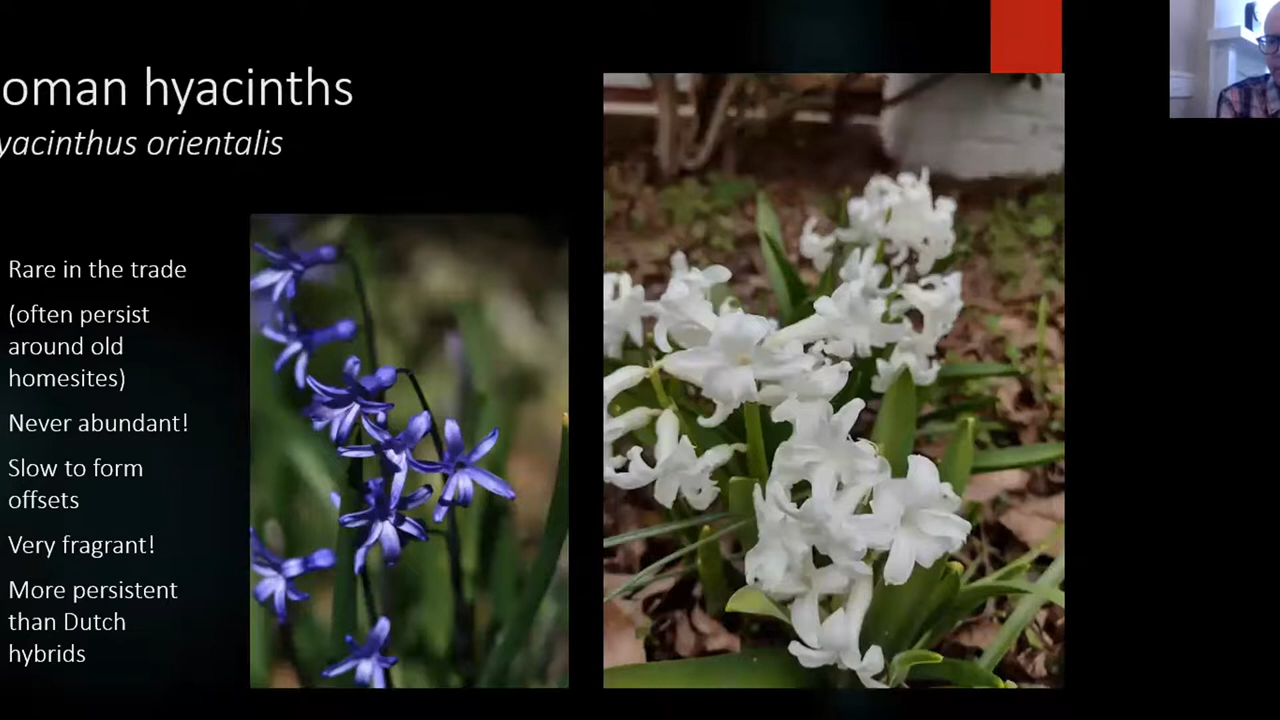 oman hyacinths
yacinthus orientalis
Rare in the trade
(often persist
around old
homesites)
Never abundant!
Slow to form
offsets
Very fragrant!
More persistent
than Dutch
hybrids